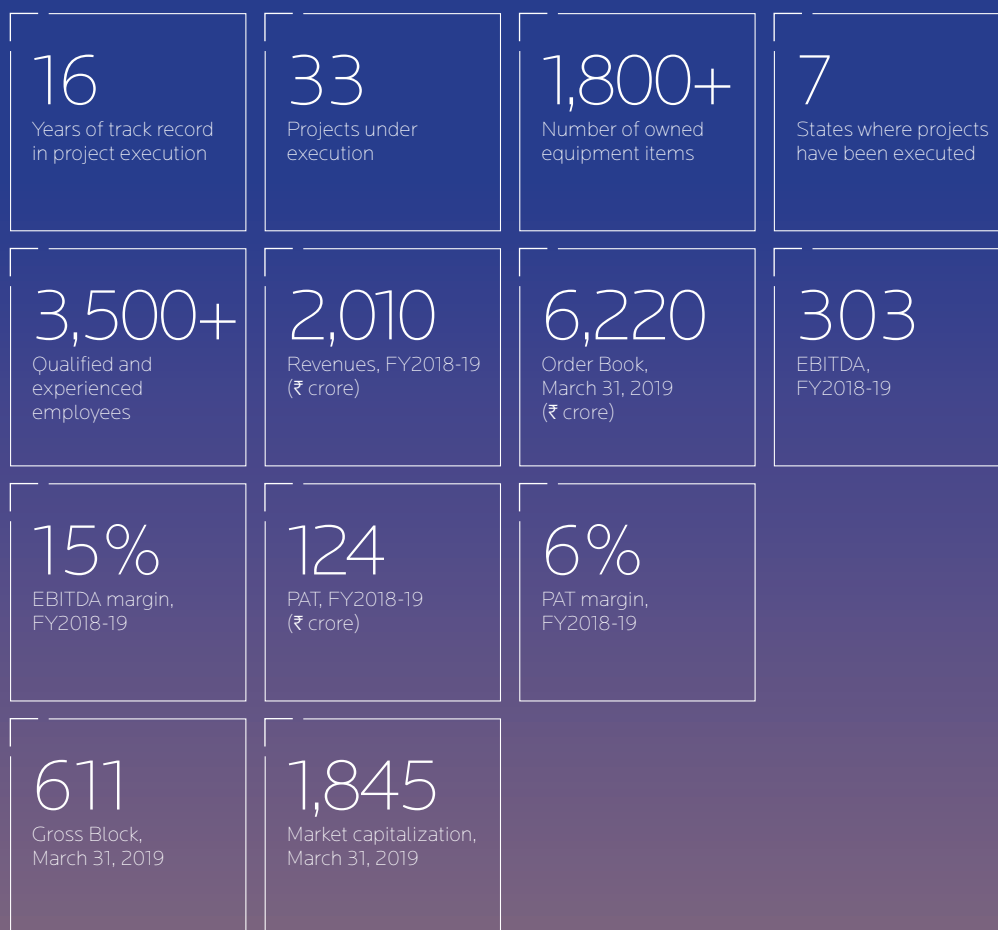 16
Years of track record
in project execution
33
Projects under
execution
1,800+
Number of owned
equipment items
7
States where projects
have been executed
3,500+
Qualified and
experienced
employees
2,010
Revenues, FY2018-19
(₹ crore)
6,220
Order Book,
March 31, 2019
(₹ crore)
303
EBITDA,
FY2018-19
15%
EBITDA margin,
FY2018-19
124
PAT, FY2018-19
(₹ crore)
6%
PAT margin,
FY2018-19
611
Gross Block,
March 31, 2019
1,845
Market capitalization,
March 31, 2019